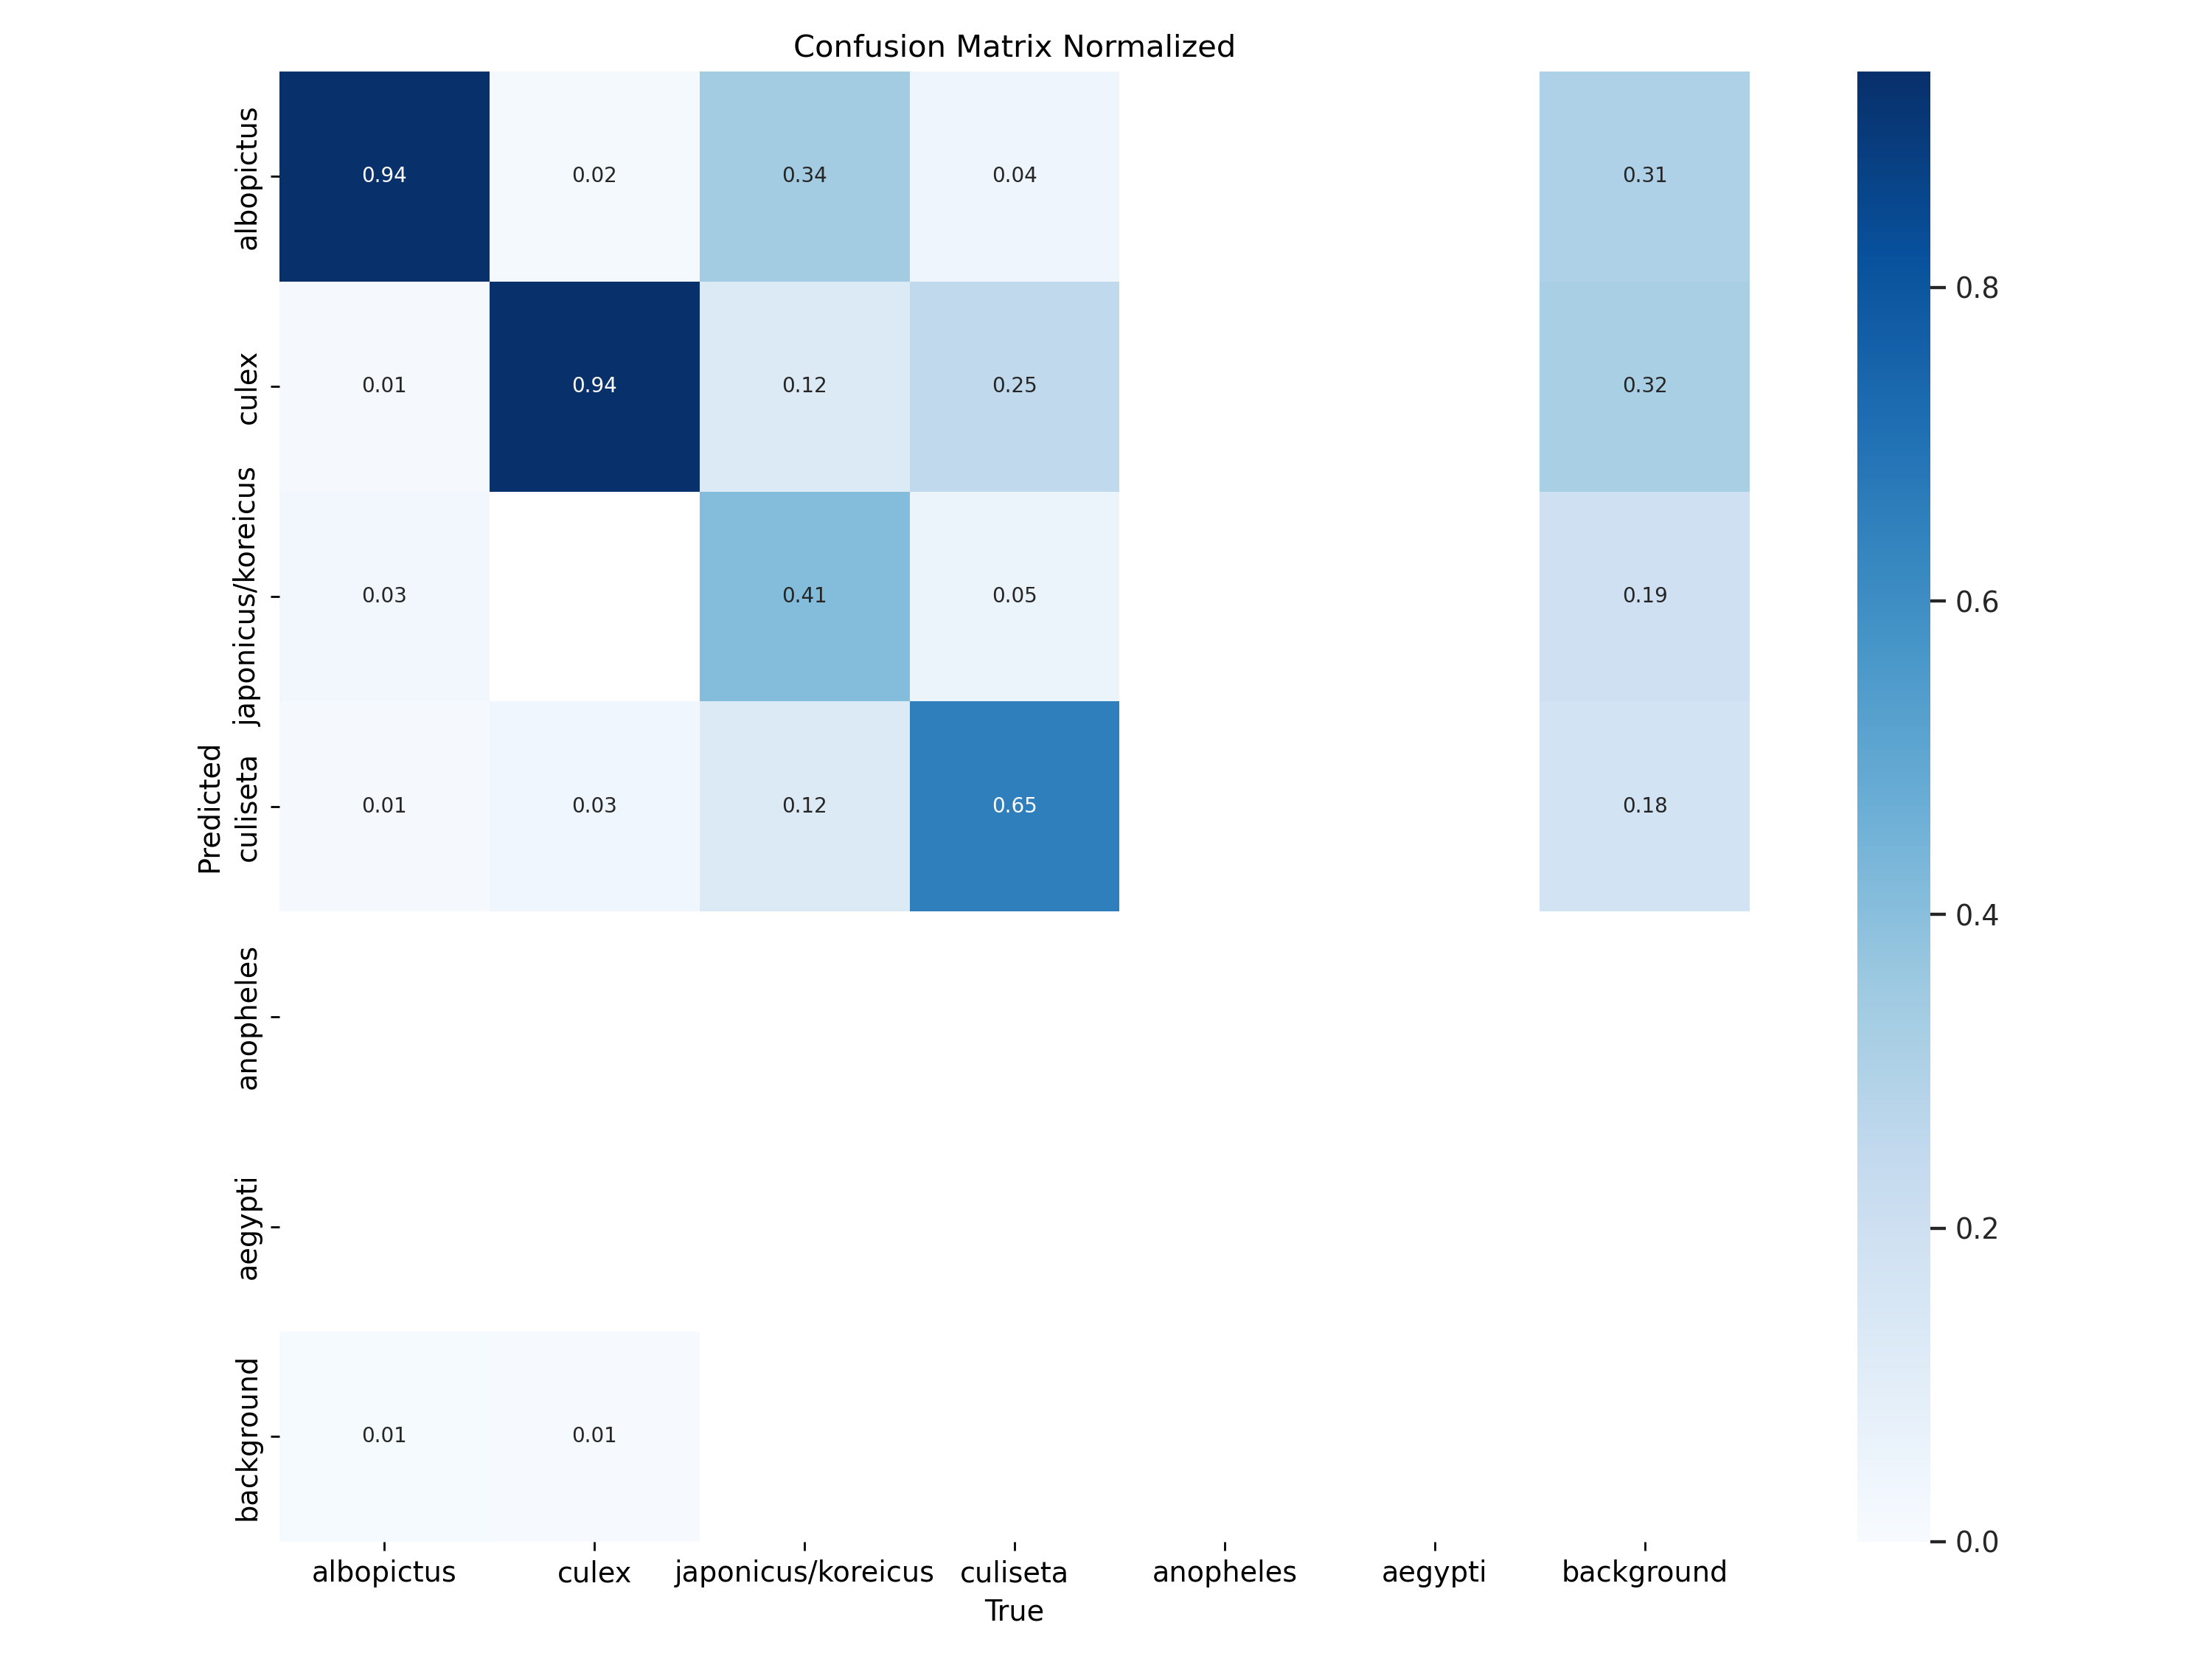 Confusion Matrix Normalized
albopictus
0.94
0.02
0.34
0.04
0.31
culex
0.01
0.94
0.12
0.25
0.32
japonicus/koreicus
0.03
0.41
0.05
0.19
culiseta
0.01
0.03
0.12
0.65
0.18
anopheles
aegypti
background
0.01
0.01
Predicted
albopictus
culex
japonicus/koreicus
culiseta
anopheles
aegypti
background
True
0.8
0.6
0.4
0.2
0.0